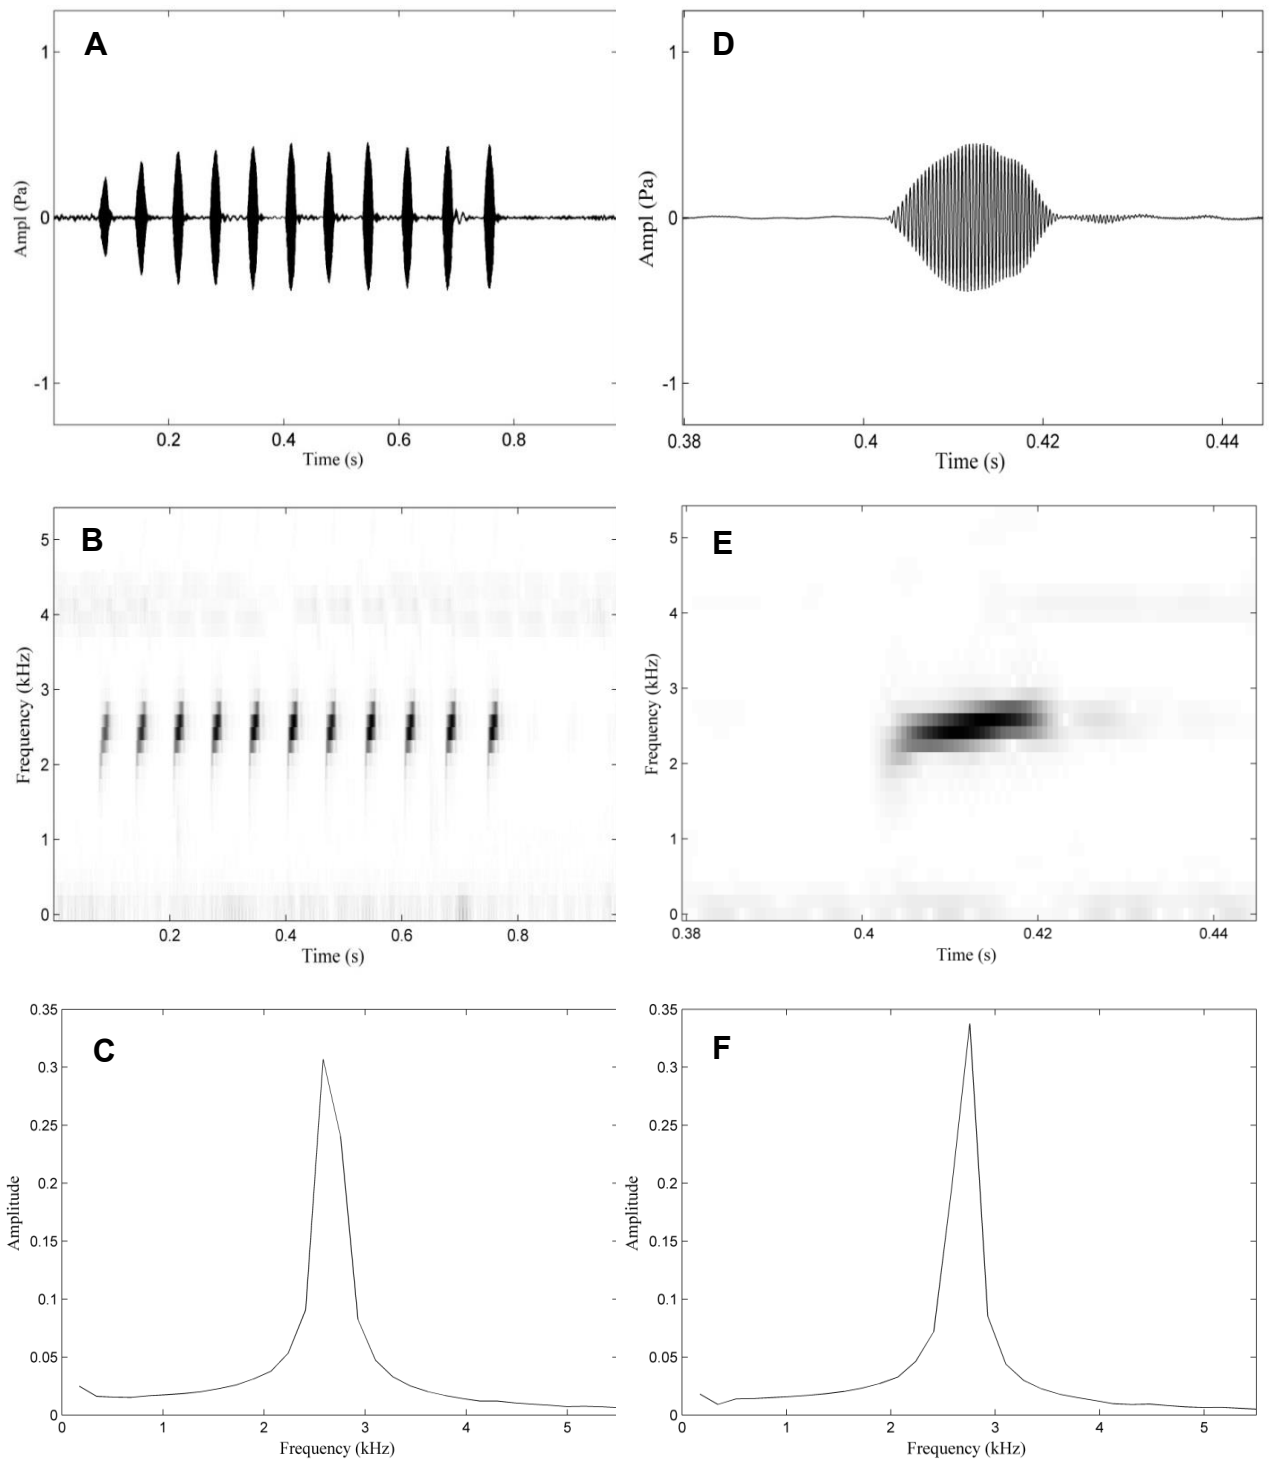 A
1
0
-1
Ampl (Pa)
0.2 0.4 0.6 0.8
Time (s)
D
1
0
-1
Ampl (Pa)
0.38 0.4 0.42 0.44
Time (s)
B
5
4
3
2
1
0
Frequency (kHz)
0.2 0.4 0.6 0.8
Time (s)
E
5
4
3
2
1
0
Frequency (kHz)
0.38 0.4 0.42 0.44
Time (s)
C
0.35
0.3
0.25
0.2
0.15
0.1
0.05
0
Amplitude
0 1 2 3 4 5
Frequency (kHz)
F
0.35
0.3
0.25
0.2
0.15
0.1
0.05
0
Amplitude
0 1 2 3 4 5
Frequency (kHz)